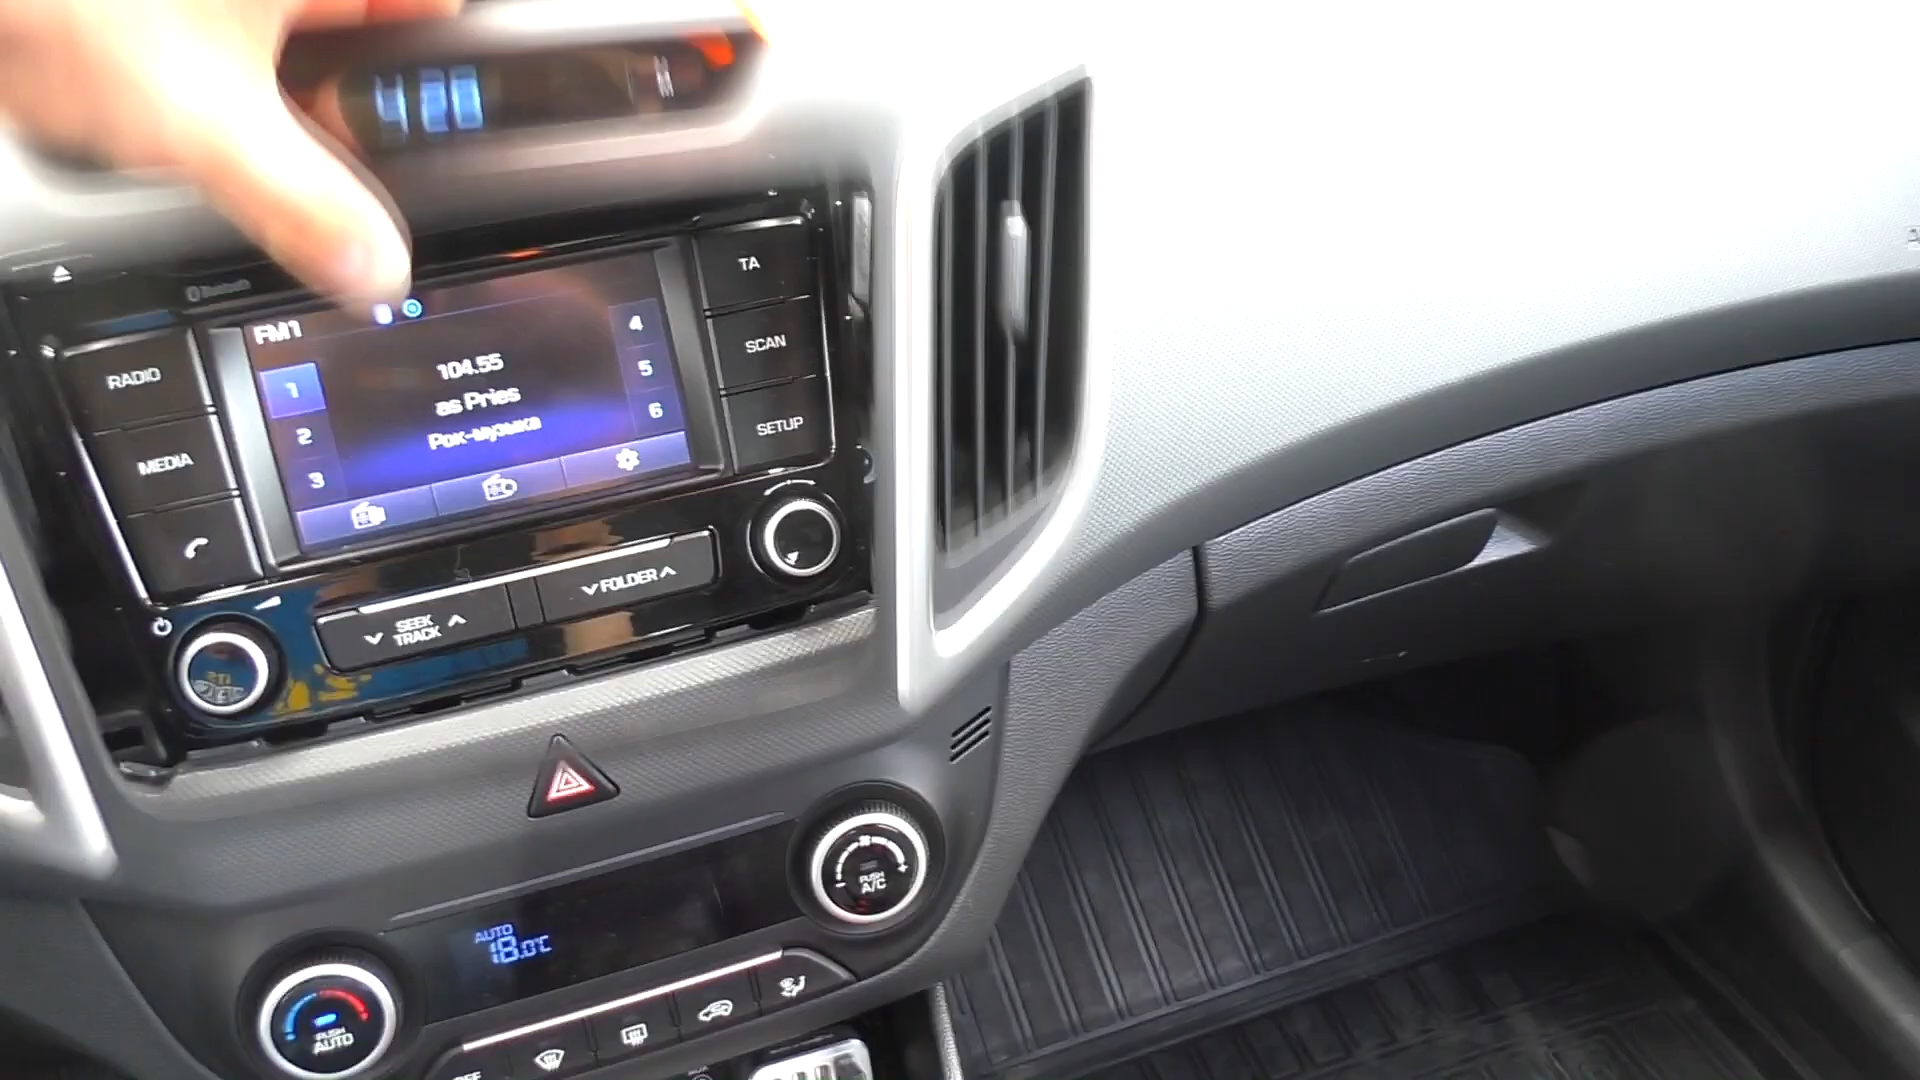 4 20
Bluetooth
RADIO
MEDIA
FM1
1
2
3
104.55
as Pries
Рок-музыка
4
5
6
TA
SCAN
SETUP
SEEK
TRACK
FOLDER
AUTO
18.0°C
PUSH
A/C
PUSH
AUTO